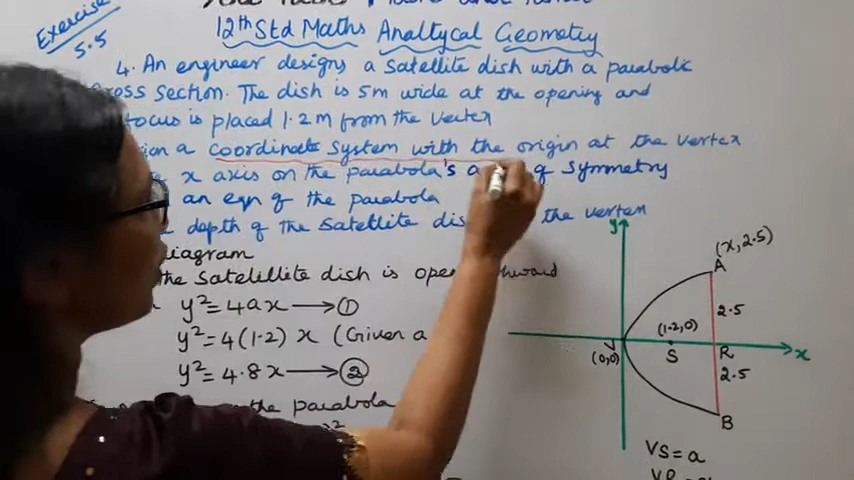 Exercise
5.5
12th Std Maths Analtycal Geometry
4. An engineer designs a satellite dish with a parabolic
Cross Section. The dish is 5m wide at the opening and
focus is placed 1.2m from the vertex
a coordinate system with the origin at the vertex
x axis on the parabola's of symmetry
an eqn of the parabola
depth of the satellite the vertex
diagram
the Satelillite dish is
y²=4ax → ①
y²=4(1.2) x (Given a
y²=4.8x → ②
the parabola
y
(x, 2.5)
A
2.5
(1.2,0)
(0,0)
V
S
R
x
2.5
B
VS=a